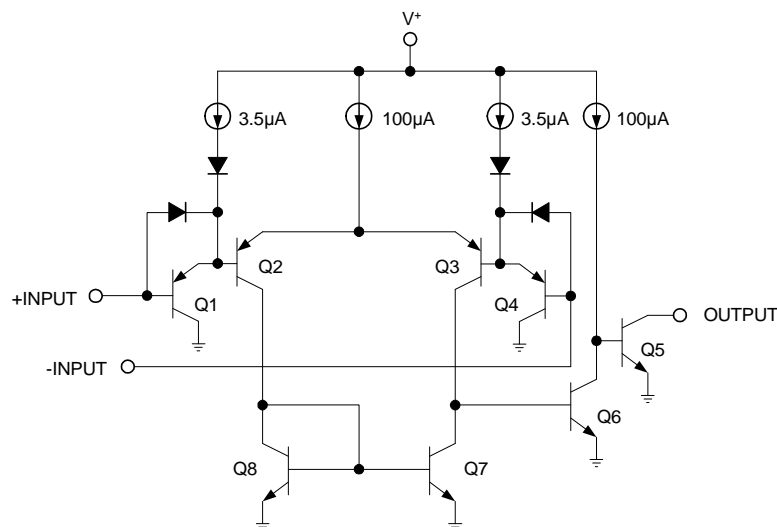 V+
3.5µA
100µA
3.5µA
100µA
Q2
Q3
+INPUT
Q1
Q4
OUTPUT
Q5
-INPUT
Q6
Q8
Q7